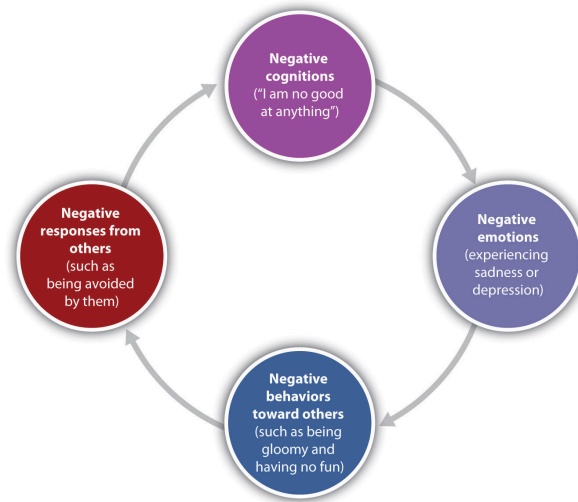 Negative
cognitions
(“I am no good
at anything”)
Negative
emotions
(experiencing
sadness or
depression)
Negative
behaviors
toward others
(such as being
gloomy and
having no fun)
Negative
responses from
others
(such as
being avoided
by them)